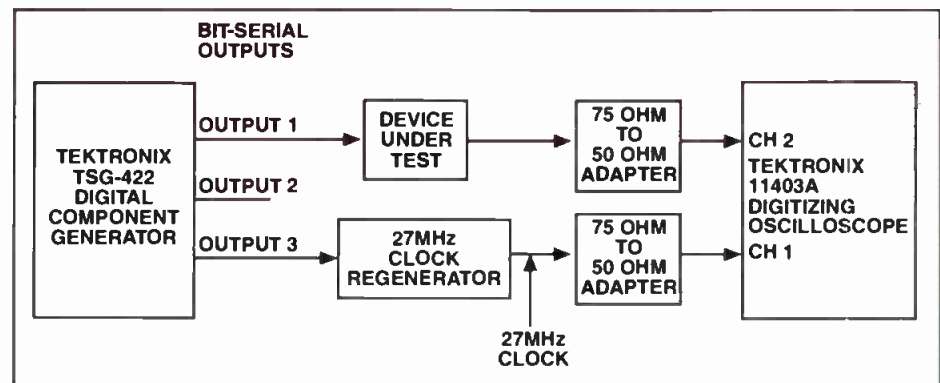 BIT-SERIAL
OUTPUTS
TEKTRONIX
TSG-422
DIGITAL
COMPONENT
GENERATOR
OUTPUT 1
OUTPUT 2
OUTPUT 3
DEVICE
UNDER
TEST
27MHz
CLOCK
REGENERATOR
27MHz
CLOCK
75 OHM
TO
50 OHM
ADAPTER
75 OHM
TO
50 OHM
ADAPTER
CH 2
TEKTRONIX
11403A
DIGITIZING
OSCILLOSCOPE
CH 1